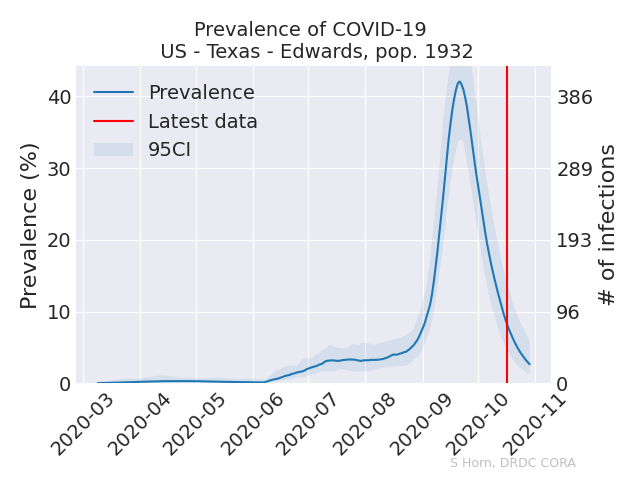 Prevalence of COVID-19
US - Texas - Edwards, pop. 1932
Prevalence
Latest data
95CI
Prevalence (%)
40
30
20
10
0
386
289
193
96
0
# of infections
2020-03
2020-04
2020-05
2020-06
2020-07
2020-08
2020-09
2020-10
2020-11
S Horn, DRDC CORA